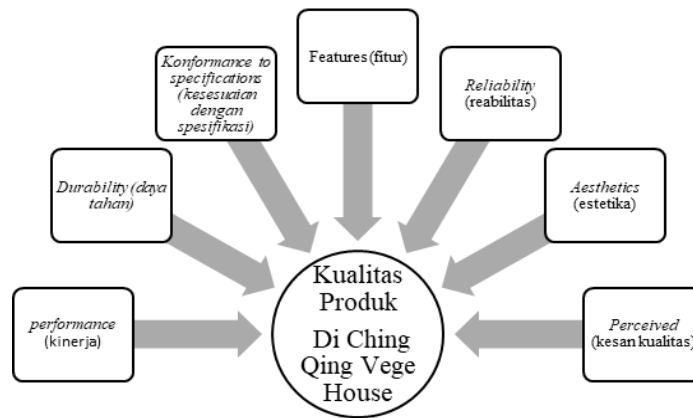 performance
(kinerja)
Durability (daya
tahan)
Konformance to
specifications
(kesesuaian
dengan
spesifikasi)
Features (fitur)
Reliability
(reabilitas)
Aesthetics
(estetika)
Perceived
(kesan kualitas)
Kualitas
Produk
Di Ching
Qing Vege
House